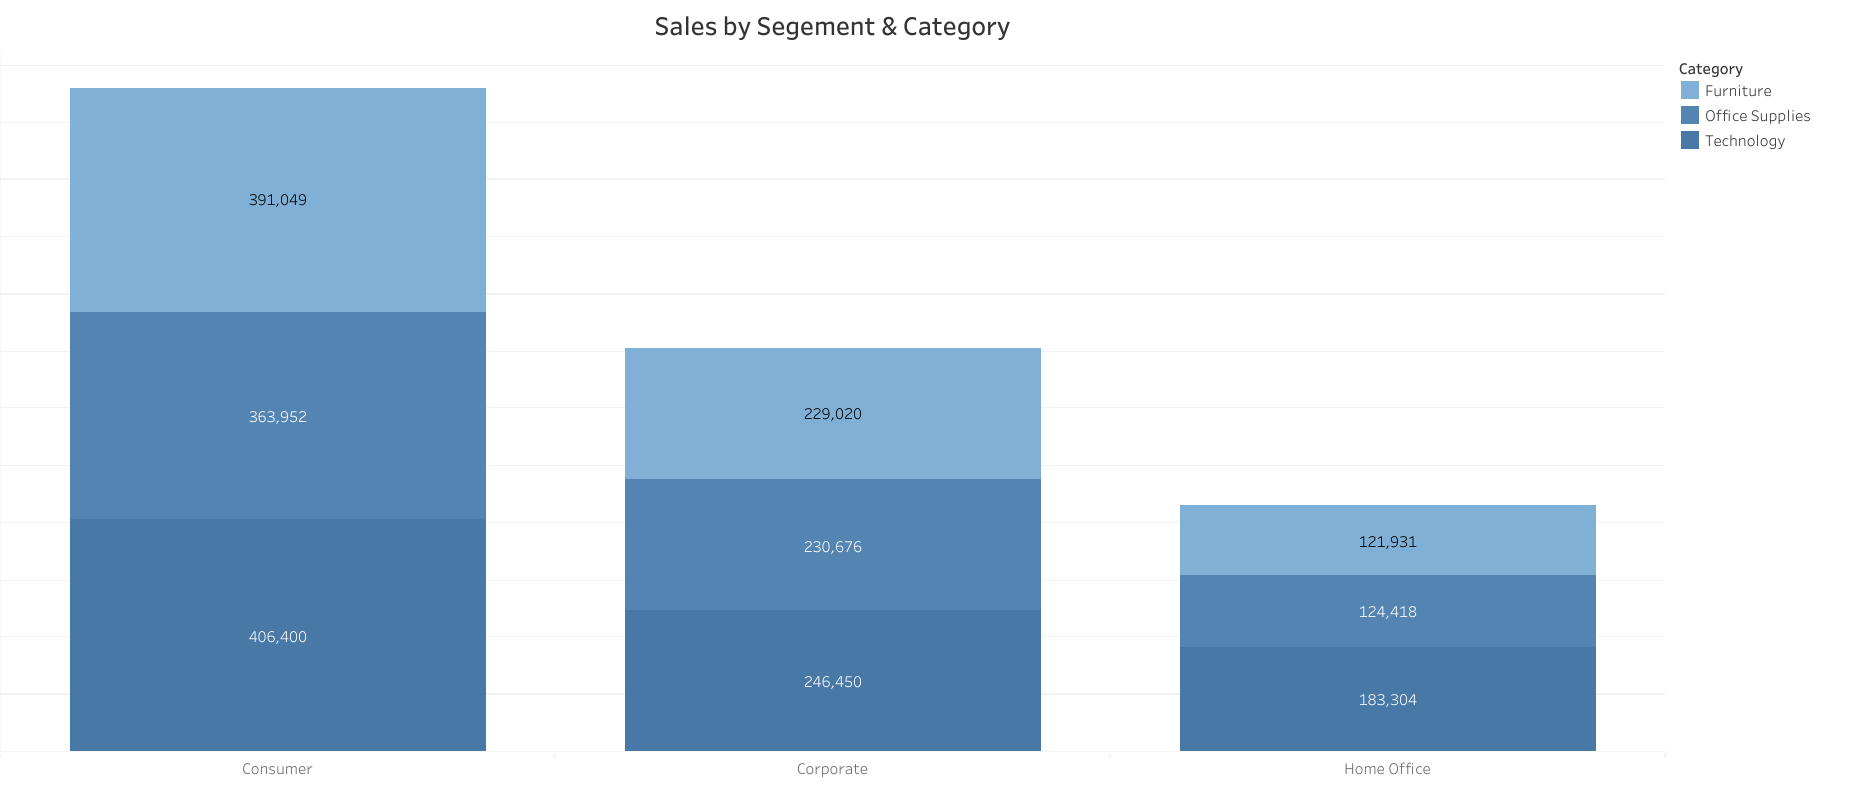 Sales by Segement & Category
Category
Furniture
Office Supplies
Technology
391,049
363,952
406,400
229,020
230,676
246,450
121,931
124,418
183,304
Consumer
Corporate
Home Office